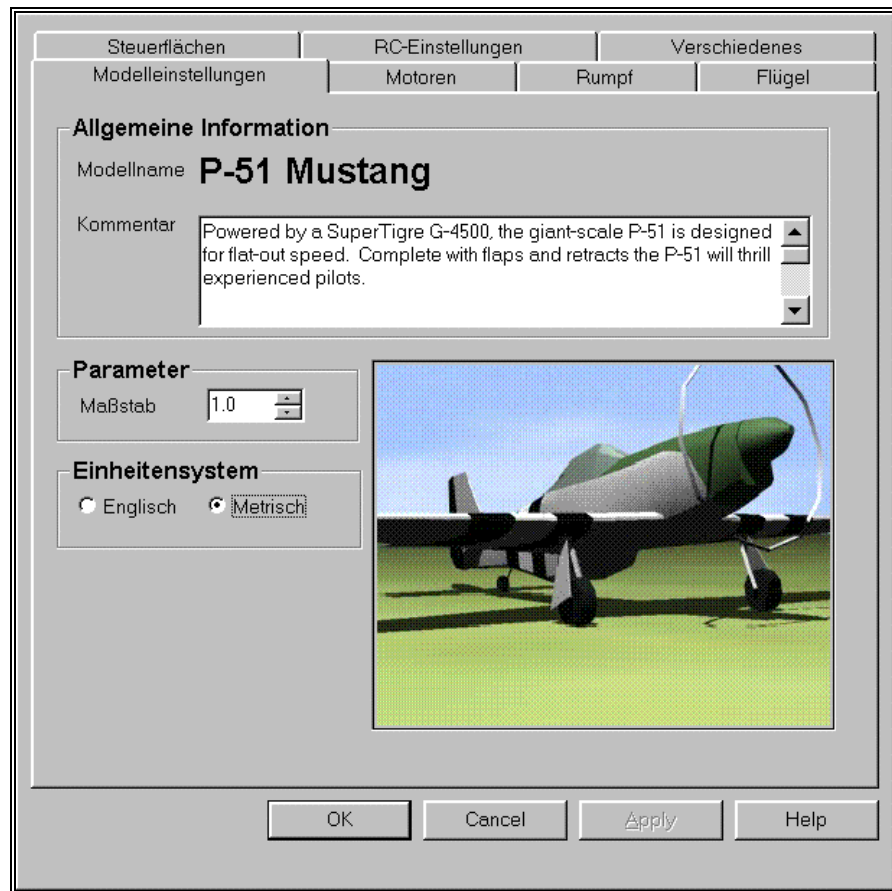 Steuerflächen
RC-Einstellungen
Verschiedenes
Modelleinstellungen
Motoren
Rumpf
Flügel
Allgemeine Information
Modellname P-51 Mustang
Kommentar
Powered by a SuperTigre G-4500, the giant-scale P-51 is designed
for flat-out speed. Complete with flaps and retracts the P-51 will thrill
experienced pilots.
Parameter
Maßstab 1.0
Einheitensystem
Englisch Metrisch
OK
Cancel
Apply
Help